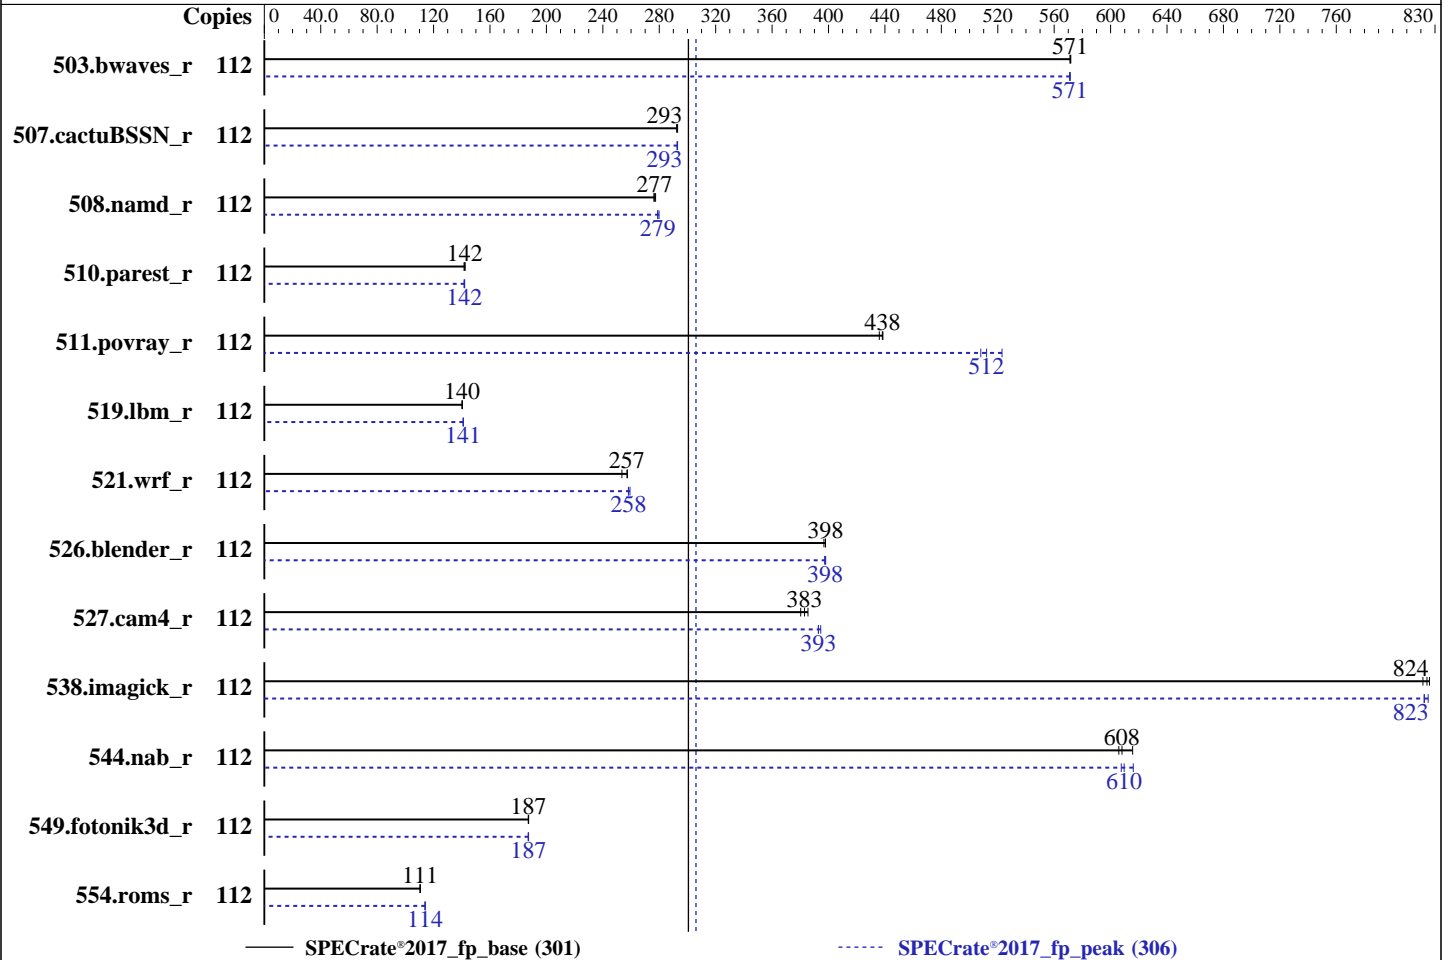 Copies 0 40.0 80.0 120 160 200 240 280 320 360 400 440 480 520 560 600 640 680 720 760 830
571
503.bwaves_r 112
571
293
507.cactuBSSN_r 112
293
277
508.namd_r 112
279
142
510.parest_r 112
142
438
511.povray_r 112
512
140
519.lbm_r 112
141
257
521.wrf_r 112
258
398
526.blender_r 112
398
383
527.cam4_r 112
393
824
538.imagick_r 112
823
608
544.nab_r 112
610
187
549.fotonik3d_r 112
187
111
554.roms_r 112
114
SPECrate®2017_fp_base (301) SPECrate®2017_fp_peak (306)